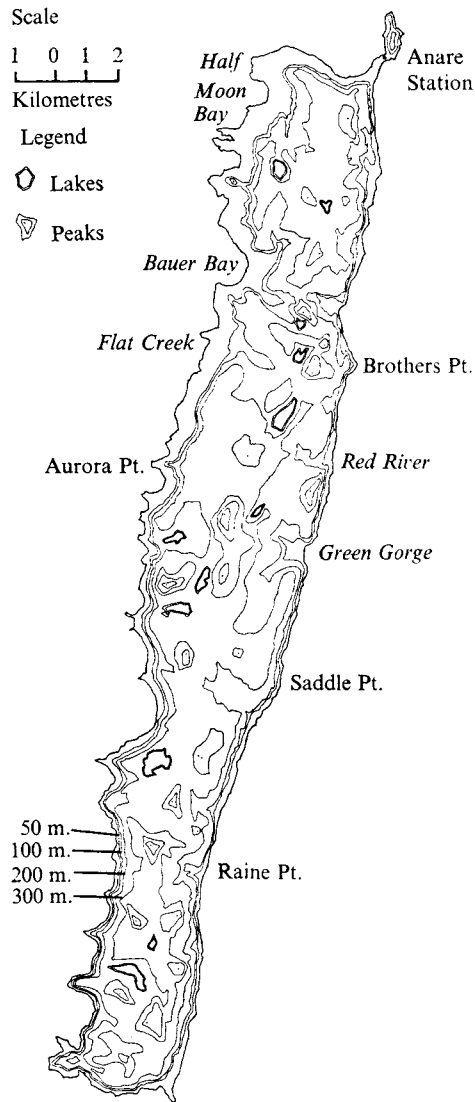 Scale
1 0 1 2
Kilometres
Legend
Lakes
Peaks
Half
Moon
Bay
Anare
Station
Bauer Bay
Flat Creek
Brothers Pt.
Aurora Pt.
Red River
Green Gorge
Saddle Pt.
50 m.
100 m.
200 m.
300 m.
Raine Pt.